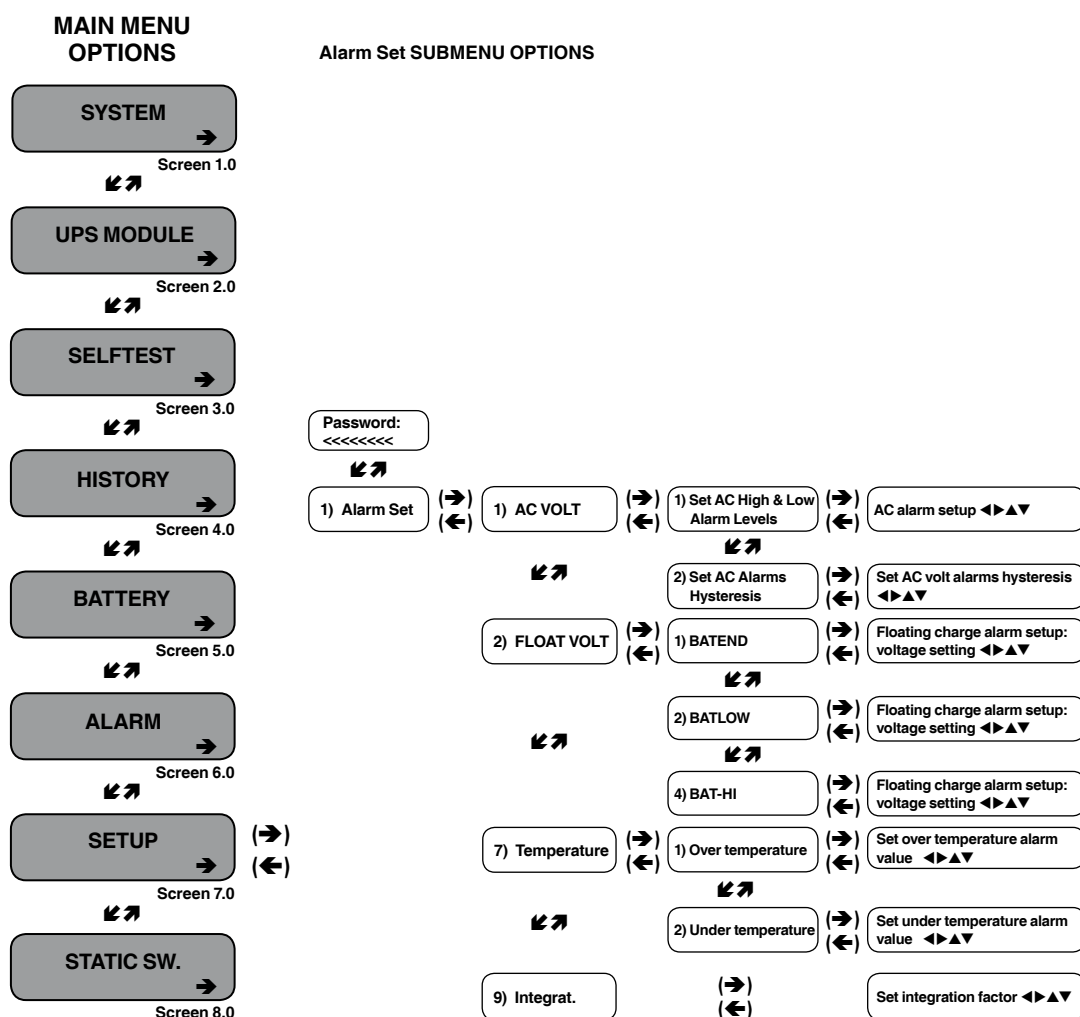 MAIN MENU
OPTIONS
Alarm Set SUBMENU OPTIONS
SYSTEM
Screen 1.0
UPS MODULE
Screen 2.0
SELFTEST
Screen 3.0
HISTORY
Screen 4.0
BATTERY
Screen 5.0
ALARM
Screen 6.0
SETUP
Screen 7.0
STATIC SW.
Screen 8.0
Password:
<<<<<<<<
1) Alarm Set
1) AC VOLT
1) Set AC High & Low
Alarm Levels
AC alarm setup ◀▶▲▼
2) Set AC Alarms
Hysteresis
Set AC volt alarms hysteresis
◀▶▲▼
2) FLOAT VOLT
1) BATEND
Floating charge alarm setup:
voltage setting ◀▶▲▼
2) BATLOW
Floating charge alarm setup:
voltage setting ◀▶▲▼
4) BAT-HI
Floating charge alarm setup:
voltage setting ◀▶▲▼
7) Temperature
1) Over temperature
Set over temperature alarm
value ◀▶▲▼
2) Under temperature
Set under temperature alarm
value ◀▶▲▼
9) Integrat.
Set integration factor ◀▶▲▼